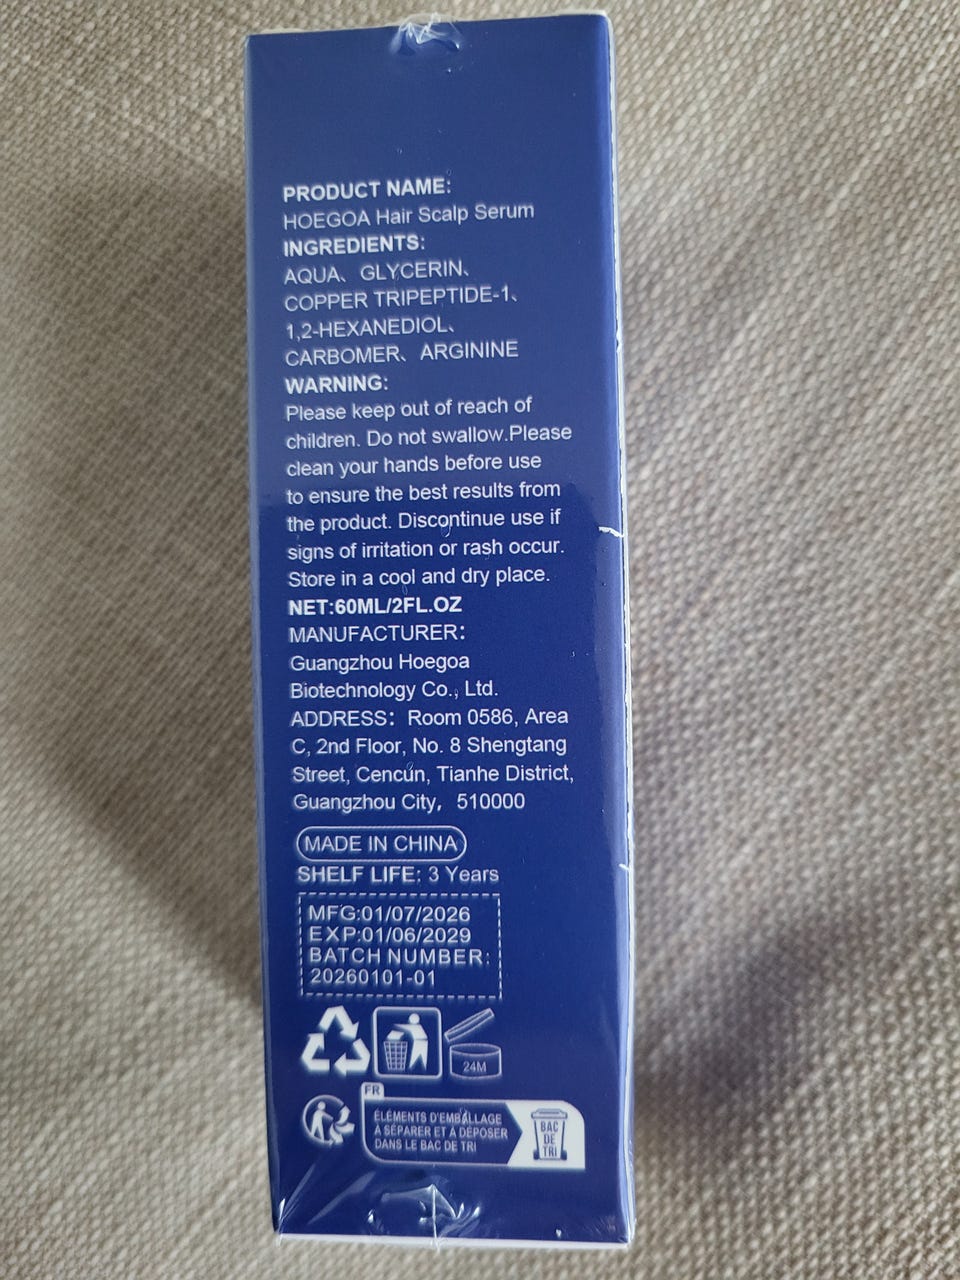 PRODUCT NAME:
HOEGOA Hair Scalp Serum
INGREDIENTS:
AQUA、GLYCERIN、
COPPER TRIPEPTIDE-1、
1,2-HEXANEDIOL、
CARBOMER、ARGININE
WARNING:
Please keep out of reach of
children. Do not swallow.Please
clean your hands before use
to ensure the best results from
the product. Discontinue use if
signs of irritation or rash occur.
Store in a cool and dry place.
NET:60ML/2FL.OZ
MANUFACTURER:
Guangzhou Hoegoa
Biotechnology Co., Ltd.
ADDRESS: Room 0586, Area
C, 2nd Floor, No. 8 Shengtang
Street, Cencun, Tianhe District,
Guangzhou City, 510000
MADE IN CHINA
SHELF LIFE: 3 Years
MFG:01/07/2026
EXP:01/06/2029
BATCH NUMBER:
20260101-01
24M
FR
ÉLÉMENTS D'EMBALLAGE
À SÉPARER ET À DÉPOSER
DANS LE BAC DE TRI
BAC
DE
TRI